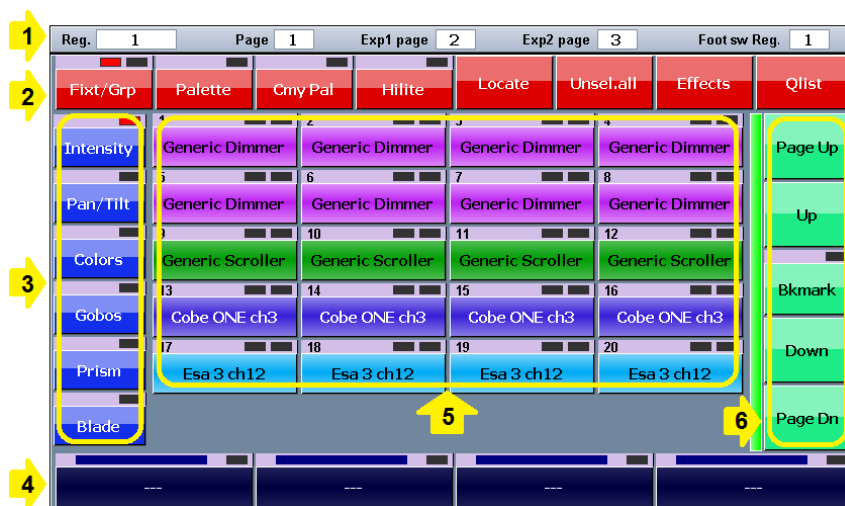 1 Reg. 1 Page 1 Exp1 page 2 Exp2 page 3 Foot sw Reg. 1
2 Fixt/Grp Palette Cmy Pal Hilite Locate Unsel.all Effects Qlist
1 2 3 4
Intensity Generic Dimmer Generic Dimmer Generic Dimmer Generic Dimmer Page Up
5 6 7 8
Pan/Tilt Generic Dimmer Generic Dimmer Generic Dimmer Generic Dimmer Up
9 10 11 12
3 Colors Generic Scroller Generic Scroller Generic Scroller Generic Scroller Bkmark
13 14 15 16
Gobos Cobe ONE ch3 Cobe ONE ch3 Cobe ONE ch3 Cobe ONE ch3 Down
17 18 19 20
Prism Esa 3 ch12 Esa 3 ch12 Esa 3 ch12 Esa 3 ch12
Blade 5 6 Page Dn
4 --- --- --- ---